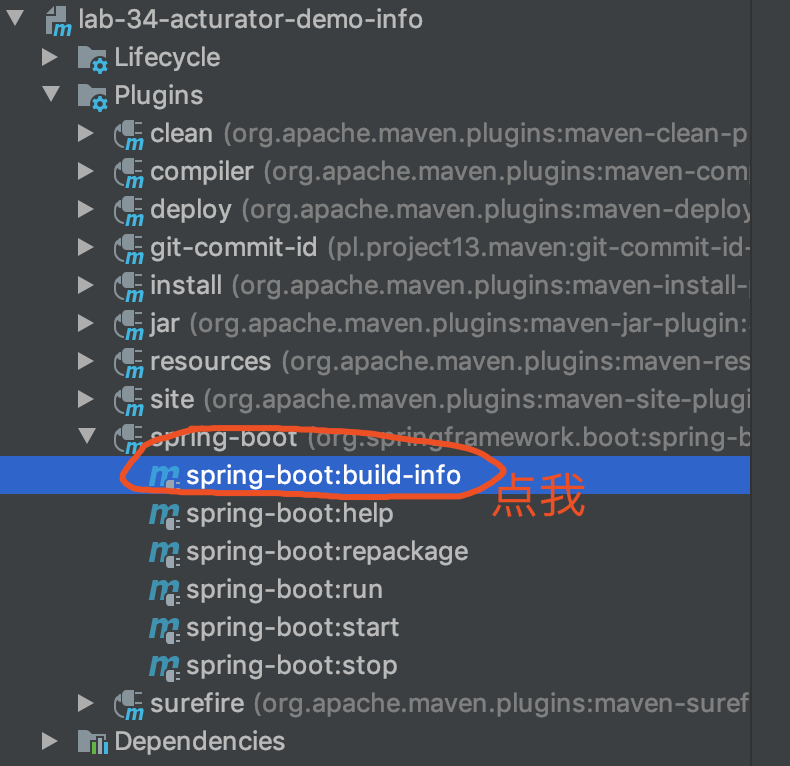 lab-34-acturator-demo-info
Lifecycle
Plugins
clean (org.apache.maven.plugins:maven-clean-p
compiler (org.apache.maven.plugins:maven-com
deploy (org.apache.maven.plugins:maven-deploy
git-commit-id (pl.project13.maven:git-commit-id-
install (org.apache.maven.plugins:maven-install-
jar (org.apache.maven.plugins:maven-jar-plugin:
resources (org.apache.maven.plugins:maven-res
site (org.apache.maven.plugins:maven-site-plugi
spring-boot (org.springframework.boot:spring-b
spring-boot:build-info
点我
spring-boot:help
spring-boot:repackage
spring-boot:run
spring-boot:start
spring-boot:stop
surefire (org.apache.maven.plugins:maven-suref
Dependencies